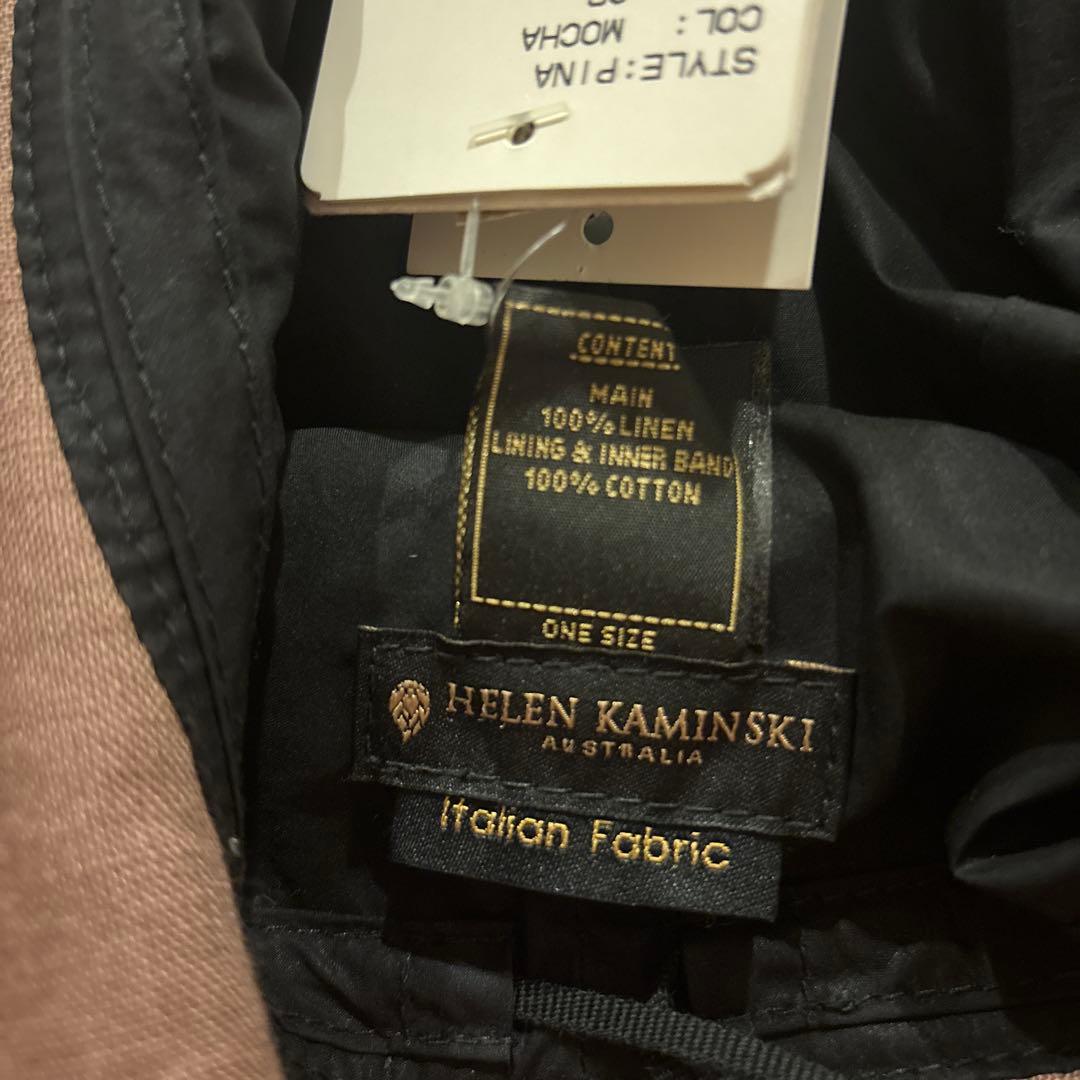 STYLE:PINA
COL: MOCHA
CONTENT
MAIN
100% LINEN
LINING & INNER BAND
100% COTTON
ONE SIZE
HELEN KAMINSKI
AUSTRALIA
Italian Fabric